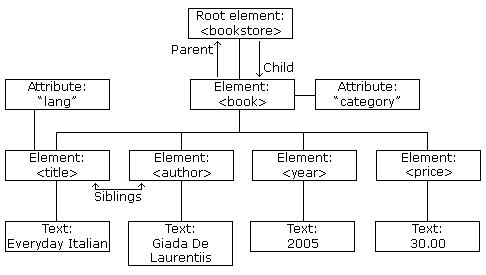 Root element:
<bookstore>
Parent
Child
Attribute:
“lang”
Element:
<book>
Attribute:
“category”
Element:
<title>
Element:
<author>
Element:
<year>
Element:
<price>
Siblings
Text:
Everyday Italian
Text:
Giada De
Laurentiis
Text:
2005
Text:
30.00